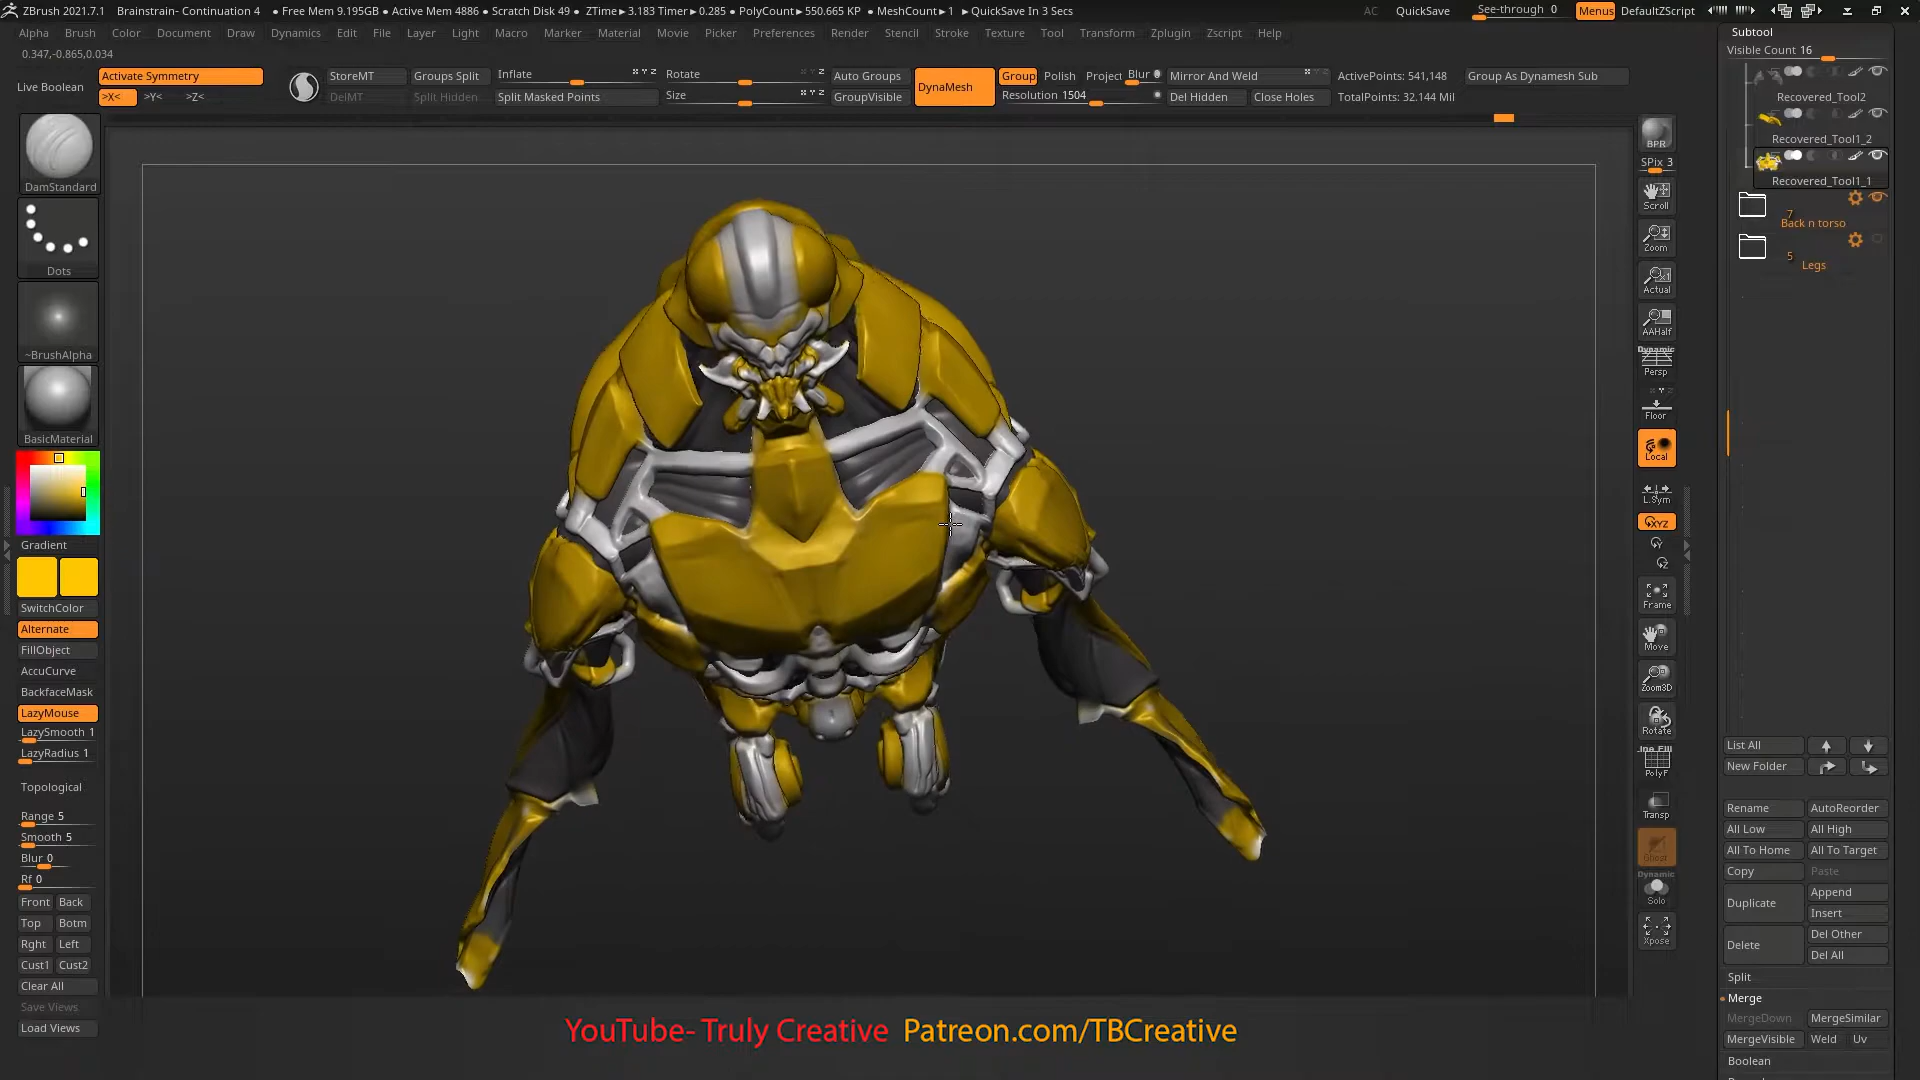 ZBrush 2021.7.1 Brainstrain- Continuation 4 ● Free Mem 9.195GB ● Active Mem 4886 ● Scratch Disk 49 ● ZTime►3.183 Timer►0.285 ● PolyCount►550.665 KP ● MeshCount►1 ►QuickSave In 3 Secs AC QuickSave See-through 0 Menus DefaultZScript
Alpha Brush Color Document Draw Dynamics Edit File Layer Light Macro Marker Material Movie Picker Preferences Render Stencil Stroke Texture Tool Transform Zplugin Zscript Help
0.347,-0.865,0.034
Live Boolean
Activate Symmetry
>X< >Y< >Z<
StoreMT
DelMT
Groups Split
Split Hidden
Inflate
Split Masked Points
Rotate
Size
Auto Groups
GroupVisible
DynaMesh
Group Polish Project Blur 0
Resolution 1504
Mirror And Weld
Del Hidden Close Holes
ActivePoints: 541,148
TotalPoints: 32.144 Mil
Group As Dynamesh Sub
DamStandard
Dots
~BrushAlpha
BasicMaterial
Gradient
SwitchColor
Alternate
FillObject
AccuCurve
BackfaceMask
LazyMouse
LazySmooth 1
LazyRadius 1
Topological
Range 5
Smooth 5
Blur 0
Rf 0
Front Back
Top Botm
Rght Left
Cust1 Cust2
Clear All
Save Views
Load Views
BPR
SPix 3
Scroll
Zoom
Actual
AAHalf
Dynamic
Persp
Floor
Local
L.Sym
XYZ
Frame
Move
Zoom3D
Rotate
PolyF
Transp
Ghost
Dynamic
Solo
Xpose
Subtool
Visible Count 16
Recovered_Tool2
Recovered_Tool1_2
Recovered_Tool1_1
7
Back n torso
5
Legs
List All
New Folder
Rename AutoReorder
All Low All High
All To Home All To Target
Copy Paste
Duplicate Append
Insert
Delete Del Other
Del All
Split
Merge
MergeDown MergeSimilar
MergeVisible Weld Uv
Boolean
YouTube- Truly Creative Patreon.com/TBCreative